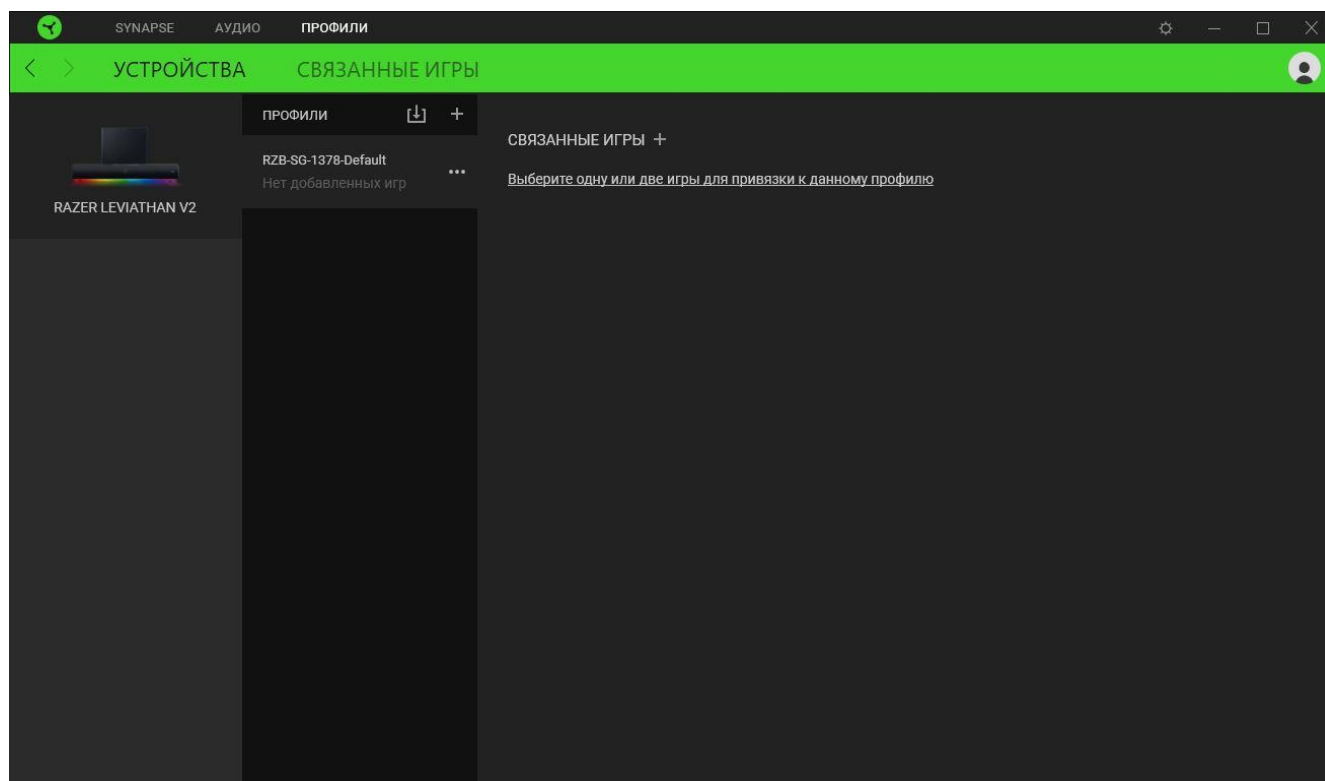 SYNAPSE АУДИО ПРОФИЛИ
УСТРОЙСТВА СВЯЗАННЫЕ ИГРЫ
RAZER LEVIATHAN V2
ПРОФИЛИ
RZB-SG-1378-Default
Нет добавленных игр
СВЯЗАННЫЕ ИГРЫ +
Выберите одну или две игры для привязки к данному профилю